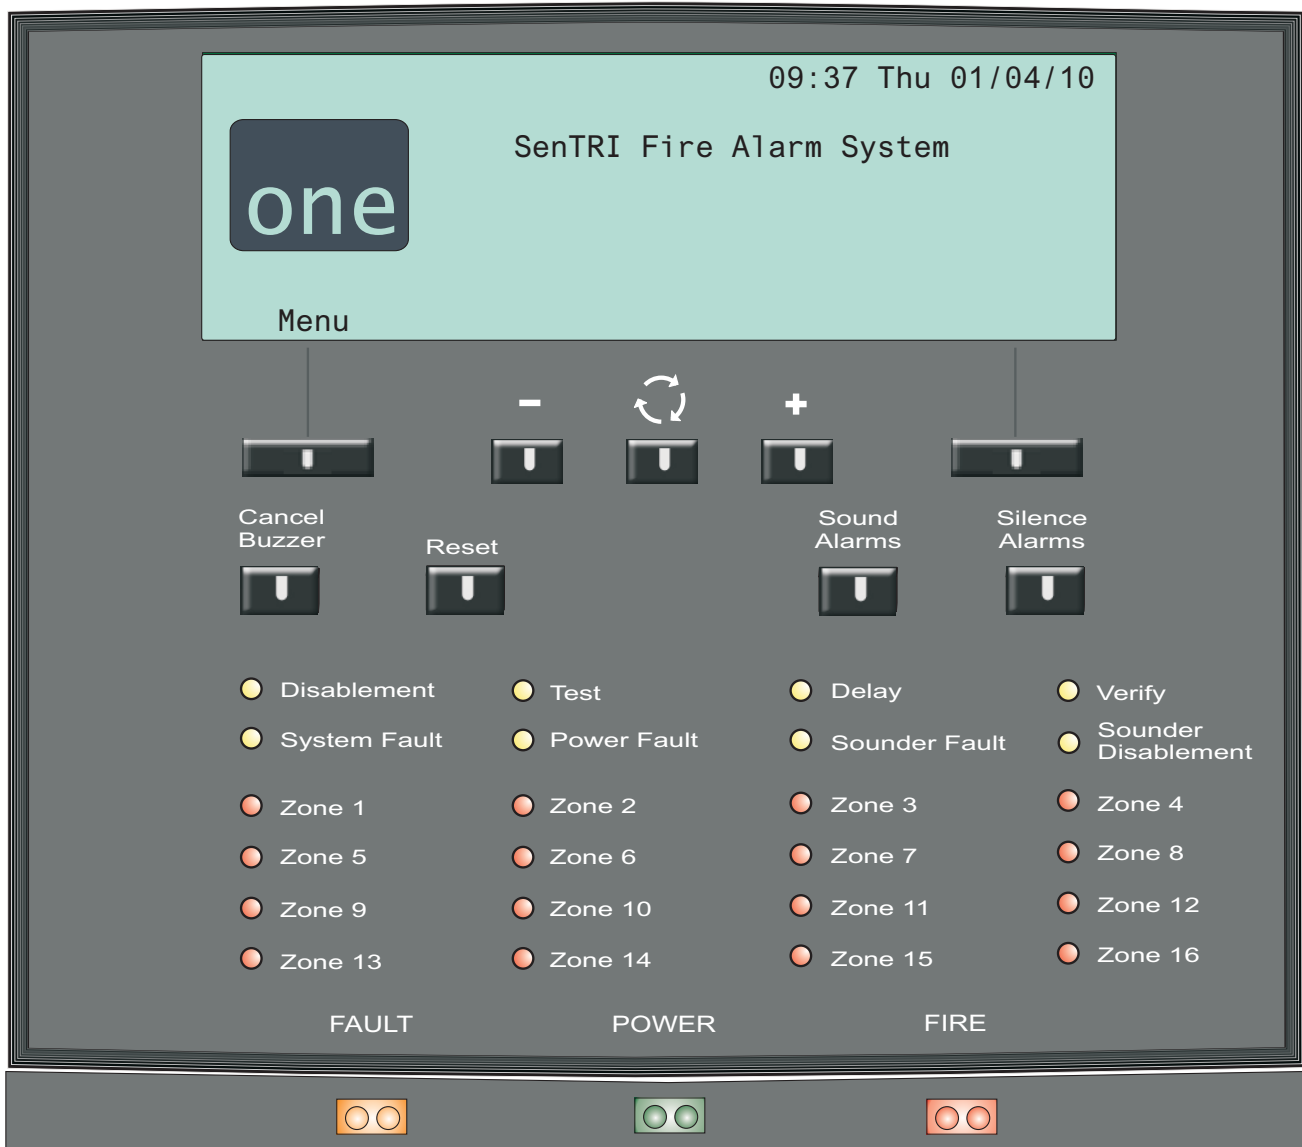 09:37 Thu 01/04/10
SenTRI Fire Alarm System
one
Menu
- +
Cancel
Buzzer
Reset
Sound
Alarms
Silence
Alarms
Disablement Test Delay Verify
System Fault Power Fault Sounder Fault Sounder
Disablement
Zone 1 Zone 2 Zone 3 Zone 4
Zone 5 Zone 6 Zone 7 Zone 8
Zone 9 Zone 10 Zone 11 Zone 12
Zone 13 Zone 14 Zone 15 Zone 16
FAULT POWER FIRE